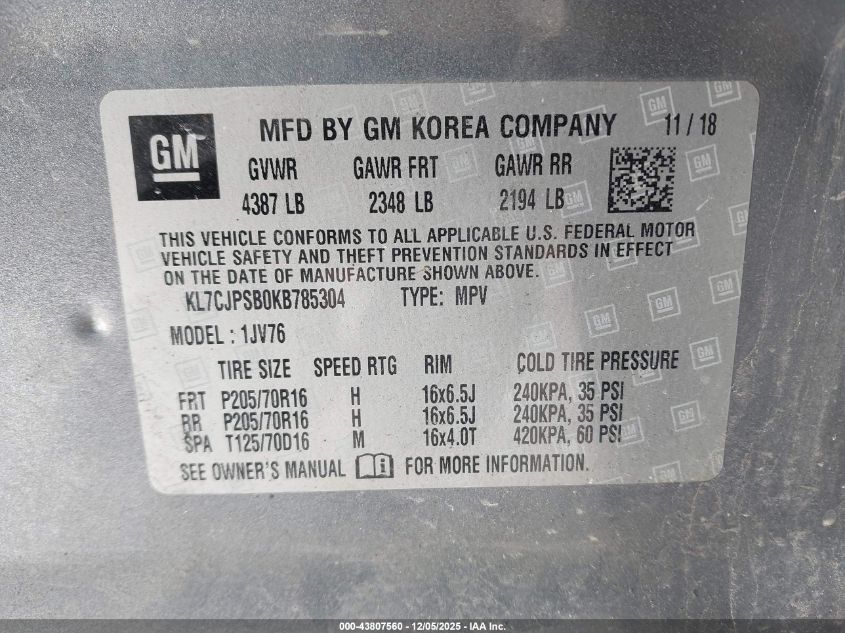 GM
MFD BY GM KOREA COMPANY 11 / 18
GVWR GAWR FRT GAWR RR
4387 LB 2348 LB 2194 LB
THIS VEHICLE CONFORMS TO ALL APPLICABLE U.S. FEDERAL MOTOR
VEHICLE SAFETY AND THEFT PREVENTION STANDARDS IN EFFECT
ON THE DATE OF MANUFACTURE SHOWN ABOVE.
KL7CJPSB0KB785304 TYPE: MPV
MODEL : 1JV76
TIRE SIZE SPEED RTG RIM COLD TIRE PRESSURE
FRT P205/70R16 H 16x6.5J 240KPA, 35 PSI
RR P205/70R16 H 16x6.5J 240KPA, 35 PSI
SPA T125/70D16 M 16x4.0T 420KPA, 60 PSI
SEE OWNER'S MANUAL FOR MORE INFORMATION.
000-43807560 - 12/05/2025 - IAA Inc.